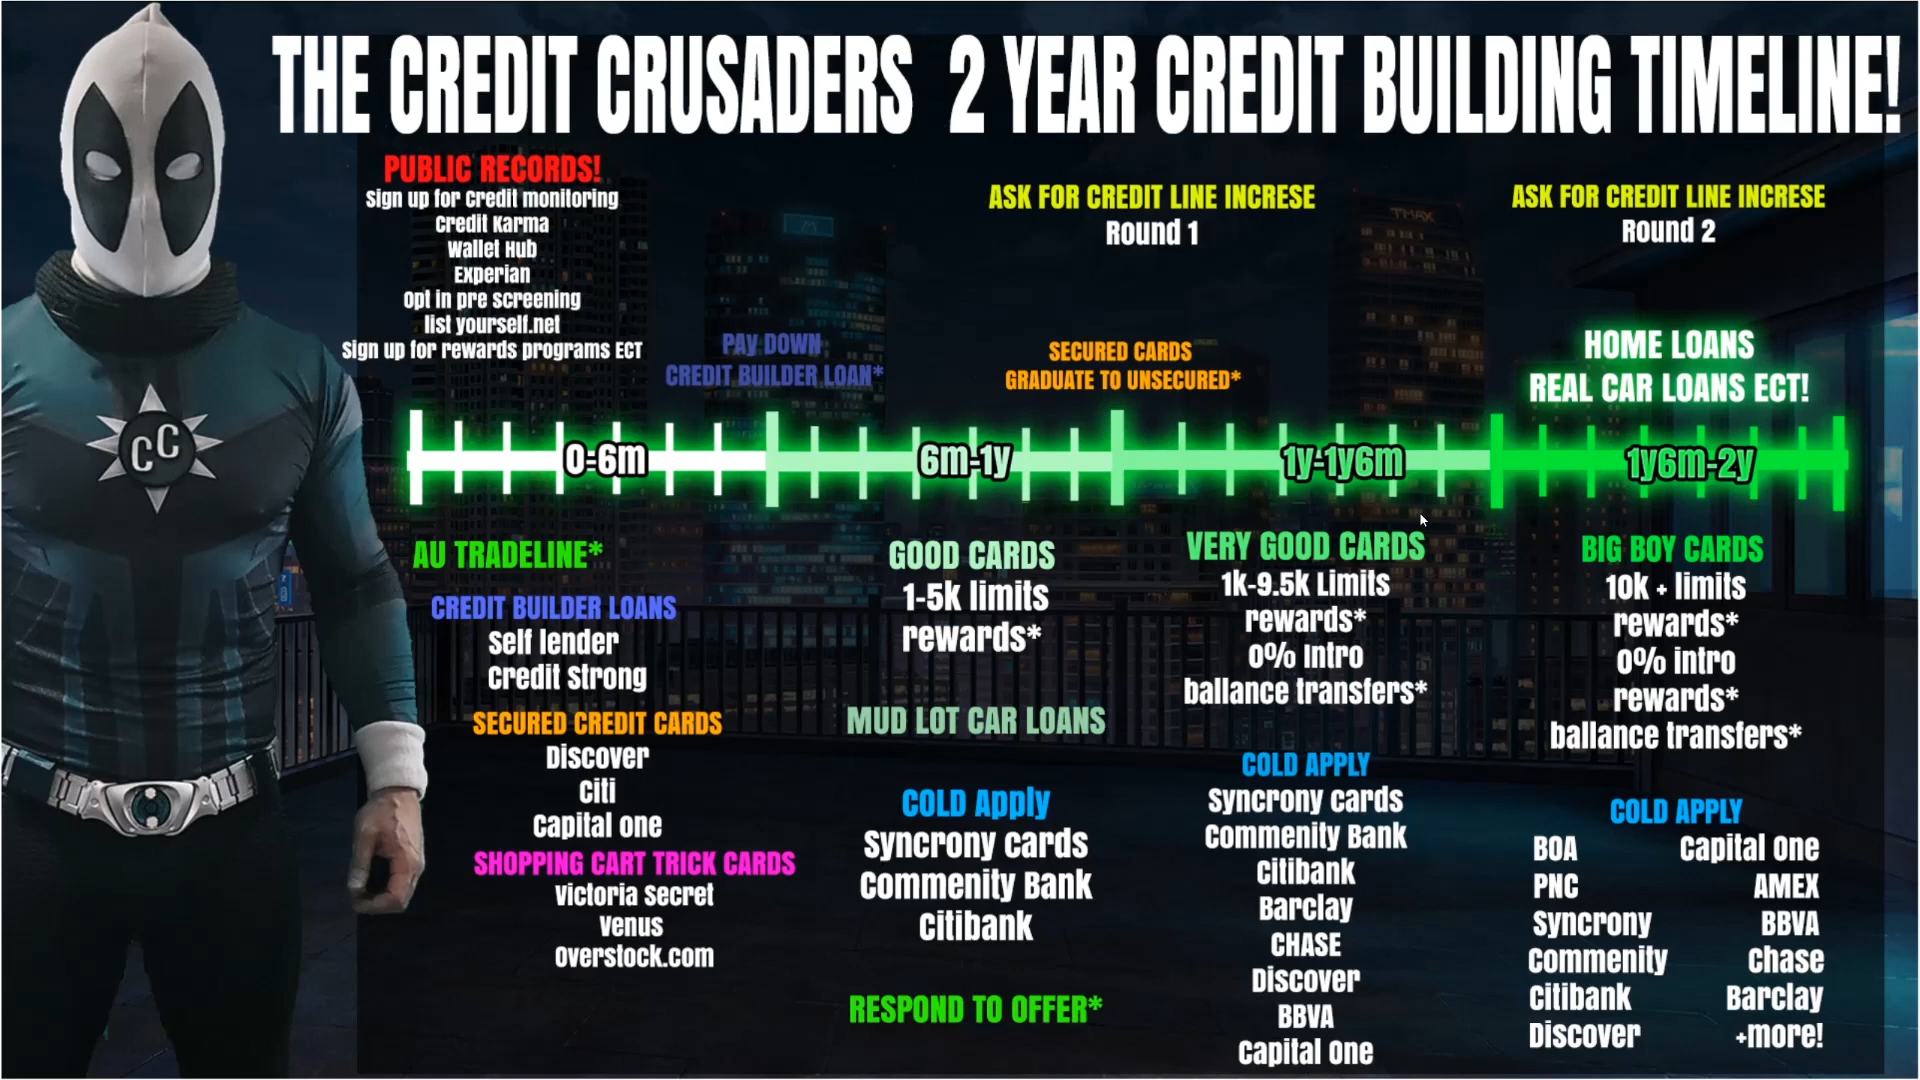 THE CREDIT CRUSADERS 2 YEAR CREDIT BUILDING TIMELINE!
PUBLIC RECORDS!
Sign up for Credit monitoring
Credit Karma
Wallet Hub
Experian
Opt in pre screening
list yourself.net
Sign up for rewards programs ECT
PAy DOWN
CREDIT BUILDER LOAN*
ASK FOR CREDIT LINE INCRESE
Round 1
SECURED CARDS
GRADUATE TO UNSECURED*
ASK FOR CREDIT LINE INCRESE
Round 2
HOME LOANS
REAL CAR LOANS ECT!
TMAX
CC
0-6m
6m-1y
1y-1y6m
1y6m-2y
AU TRADELINE*
CREDIT BUILDER LOANS
Self lender
Credit Strong
SECURED CREDIT CARDS
Discover
Citi
Capital One
SHOPPING CART TRICK CARDS
Victoria Secret
Venus
Overstock.com
GOOD CARDS
1-5k limits
rewards*
MUD LOT CAR LOANS
COLD Apply
Syncrony cards
Commenity Bank
Citibank
RESPOND TO OFFER*
VERY GOOD CARDS
1k-9.5k Limits
rewards*
0% Intro
ballance transfers*
COLD APPLY
Syncrony cards
Commenity Bank
Citibank
Barclay
CHASE
Discover
BBVA
Capital One
BIG BOY CARDS
10k + limits
rewards*
0% intro
rewards*
ballance transfers*
COLD APPLY
BOA
PNC
Syncrony
Commenity
Citibank
Discover
Capital One
AMEX
BBVA
Chase
Barclay
+more!